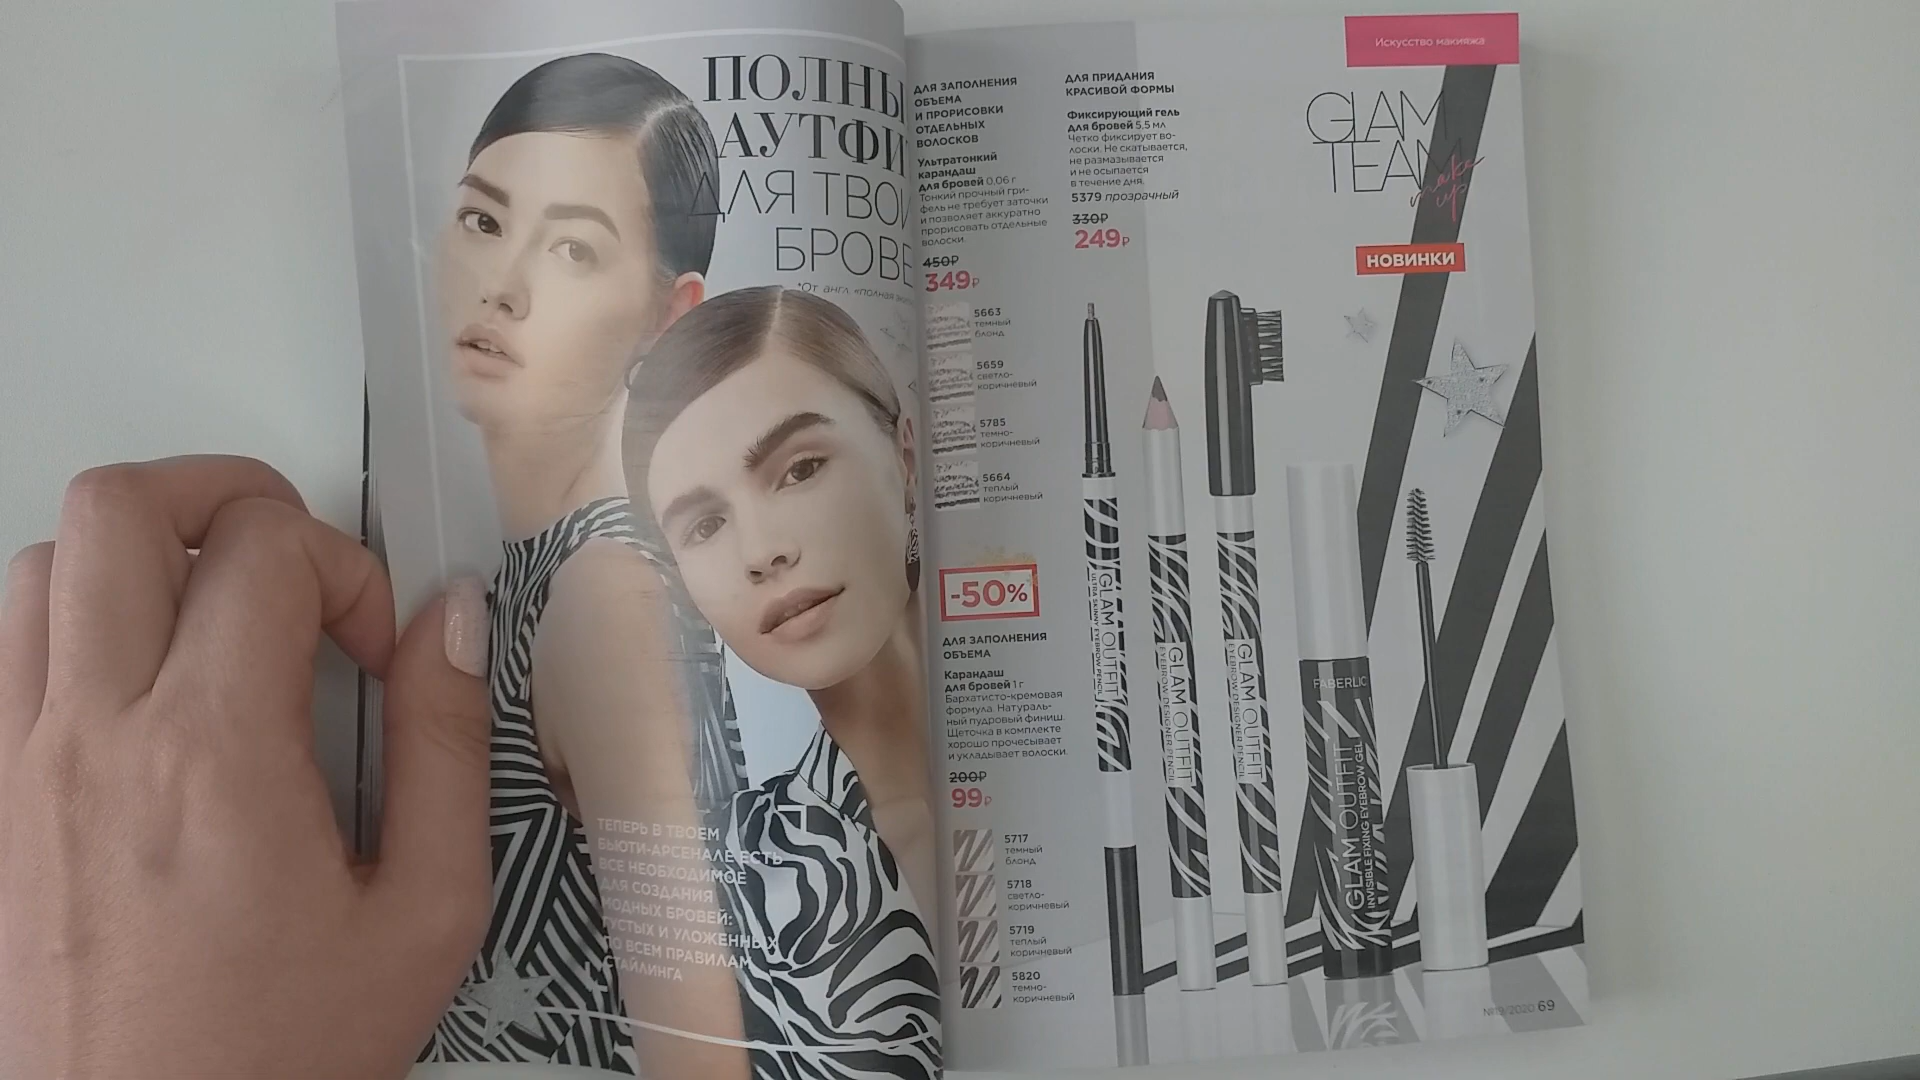 ПОЛНЫ
АУТФИ
ДЛЯ ТВОИ
БРОВЕ
*От англ. «полная
ТЕПЕРЬ В ТВОЕМ
БЬЮТИ-АРСЕНАЛЕ ЕСТЬ
ВСЕ НЕОБХОДИМОЕ
ДЛЯ СОЗДАНИЯ
МОДНЫХ БРОВЕЙ:
ГУСТЫХ И УЛОЖЕННЫХ
ПО ВСЕМ ПРАВИЛАМ
СТАЙЛИНГА
ДЛЯ ЗАПОЛНЕНИЯ
ОБЪЕМА
И ПРОРИСОВКИ
ОТДЕЛЬНЫХ
ВОЛОСКОВ
Ультратонкий
карандаш
для бровей 0,06 г
Тонкий прочный гри-
фель не требует заточки
и позволяет аккуратно
прорисовать отдельные
волоски.
450₽
349₽
5663
темный
блонд
5659
светло-
коричневый
5785
темно-
коричневый
5664
теплый
коричневый
-50%
ДЛЯ ЗАПОЛНЕНИЯ
ОБЪЕМА
Карандаш
для бровей 1 г
Бархатисто-кремовая
формула. Натураль-
ный пудровый финиш.
Щеточка в комплекте
хорошо прочесывает
и укладывает волоски.
200₽
99₽
5717
темный
блонд
5718
светло-
коричневый
5719
теплый
коричневый
5820
темно-
коричневый
ДЛЯ ПРИДАНИЯ
КРАСИВОЙ ФОРМЫ
Фиксирующий гель
для бровей 5,5 мл
Четко фиксирует во-
лоски. Не скатывается,
не размазывается
и не осыпается
в течение дня.
5379 прозрачный
330₽
249₽
Искусство макияжа
GLAM
TEAM
make
up
НОВИНКИ
GLAM OUTFIT
ULTRA SKINNY EYEBROW PENCIL
GLAM OUTFIT
EYEBROW DESIGNER PENCIL
GLAM OUTFIT
EYEBROW DESIGNER PENCIL
FABERLIC
GLAM OUTFIT
INVISIBLE FIXING EYEBROW GEL
№19/2020 69